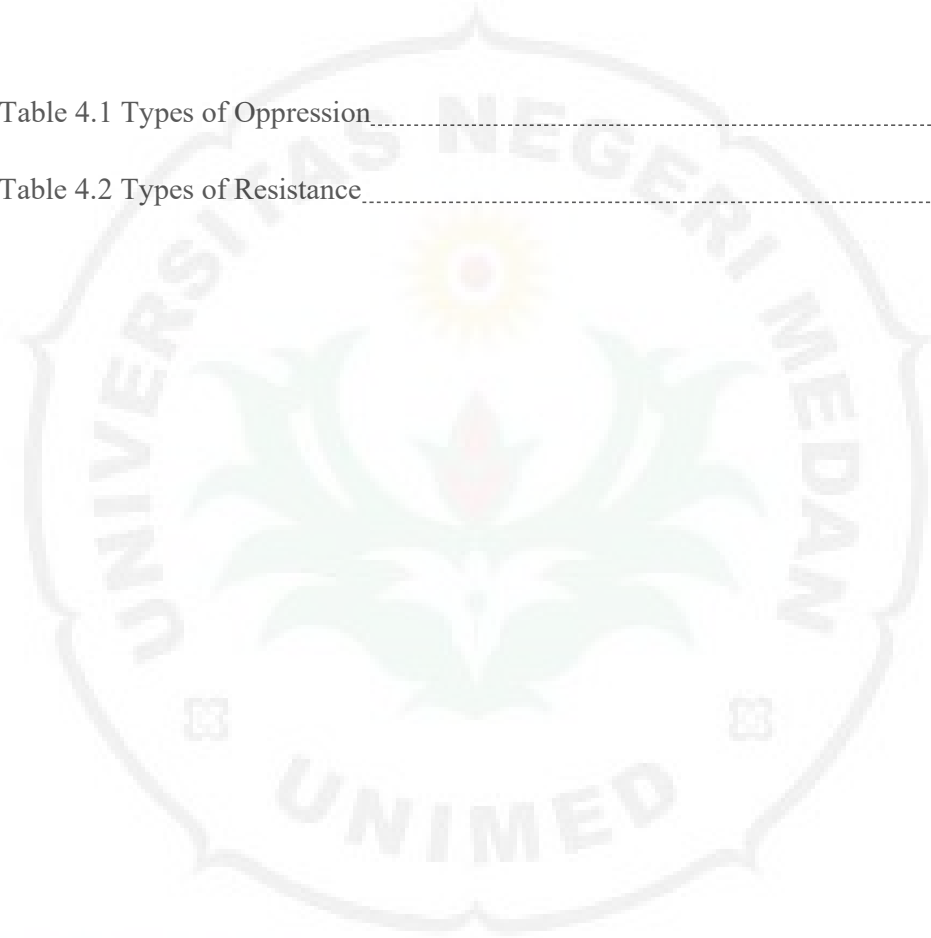 Table 4.1 Types of Oppression
Table 4.2 Types of Resistance
UNIVERSITAS NEGERI MEDAN
UNIMED